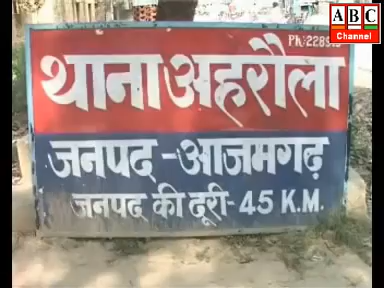 ABC
Channel
थाना अहरौला
जनपद - आजमगढ़
जनपद की दूरी- 45 K.M.